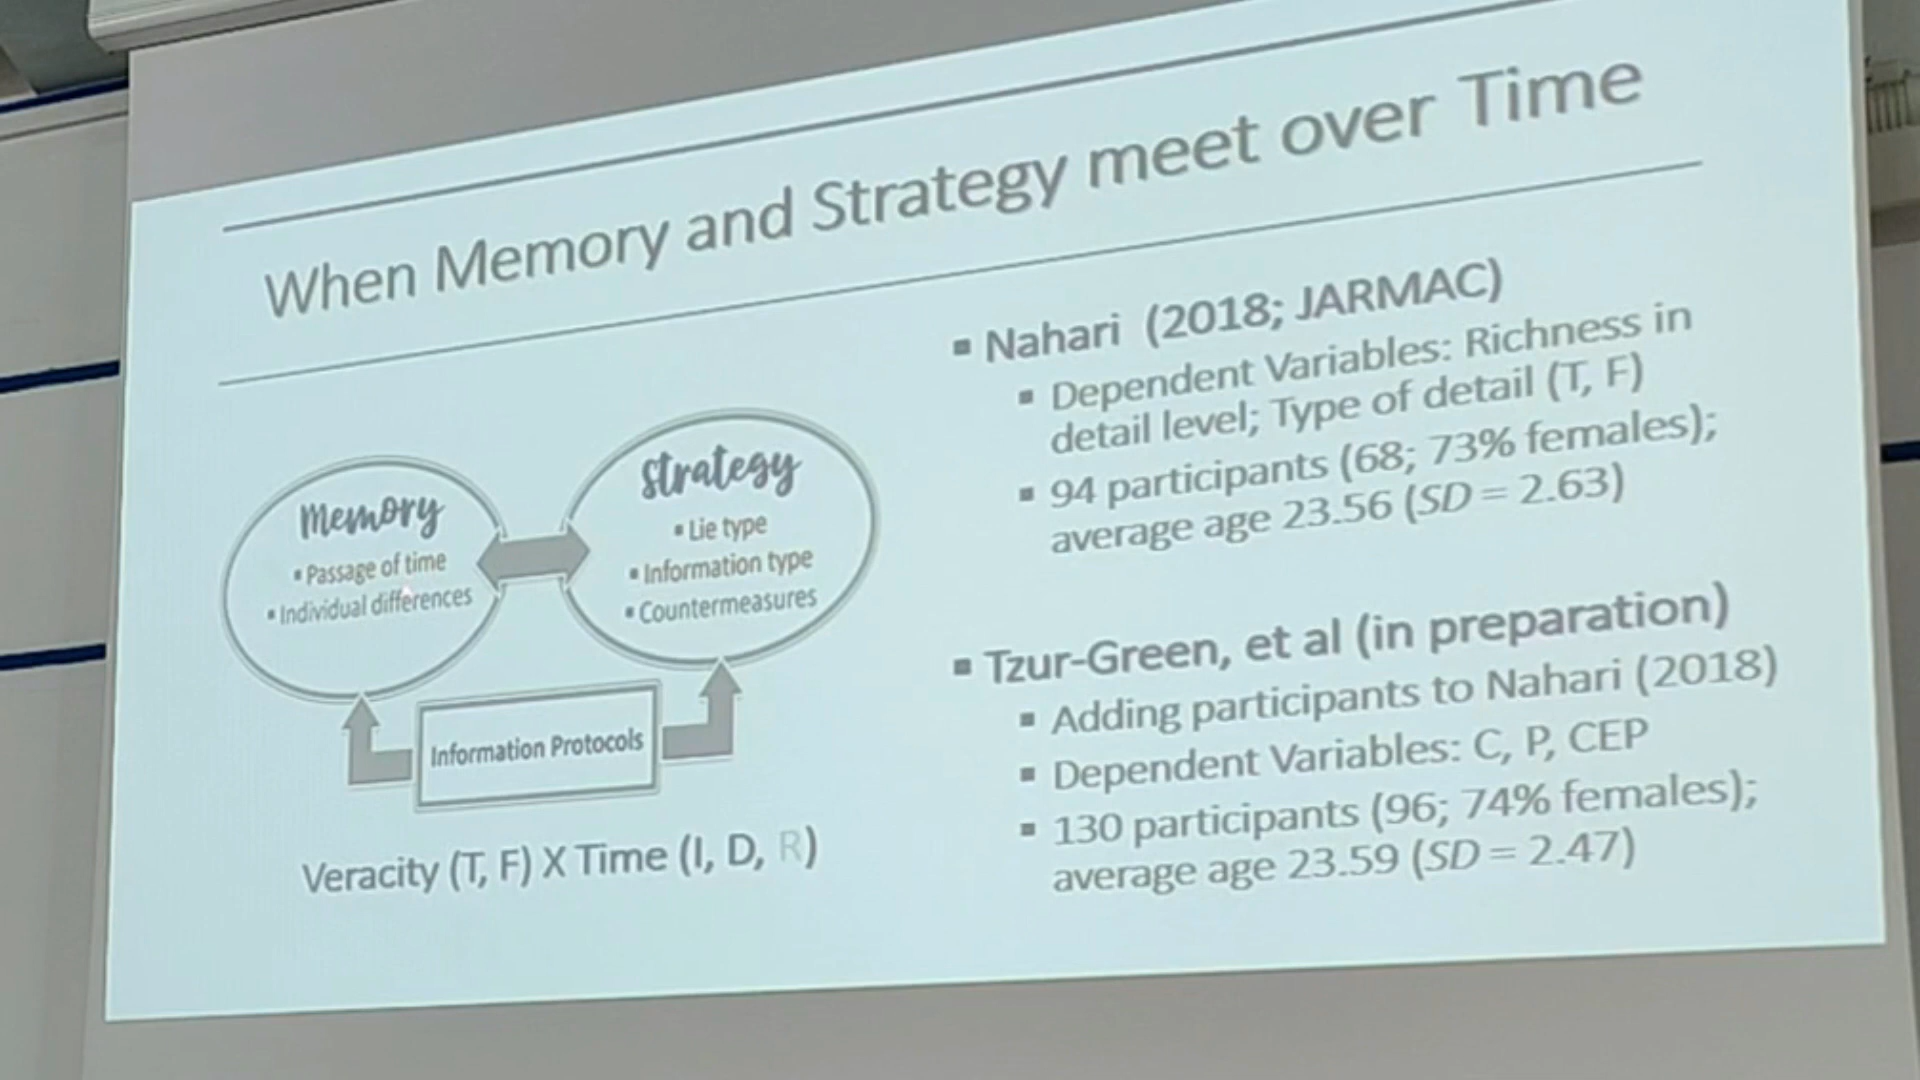 When Memory and Strategy meet over Time
Memory
▪ Passage of time
▪ Individual differences
Strategy
▪ Lie type
▪ Information type
▪ Countermeasures
Information Protocols
Veracity (T, F) X Time (I, D, R)
▪ Nahari (2018; JARMAC)
▪ Dependent Variables: Richness in
detail level; Type of detail (T, F)
▪ 94 participants (68; 73% females);
average age 23.56 (SD = 2.63)
▪ Tzur-Green, et al (in preparation)
▪ Adding participants to Nahari (2018)
▪ Dependent Variables: C, P, CEP
▪ 130 participants (96; 74% females);
average age 23.59 (SD = 2.47)